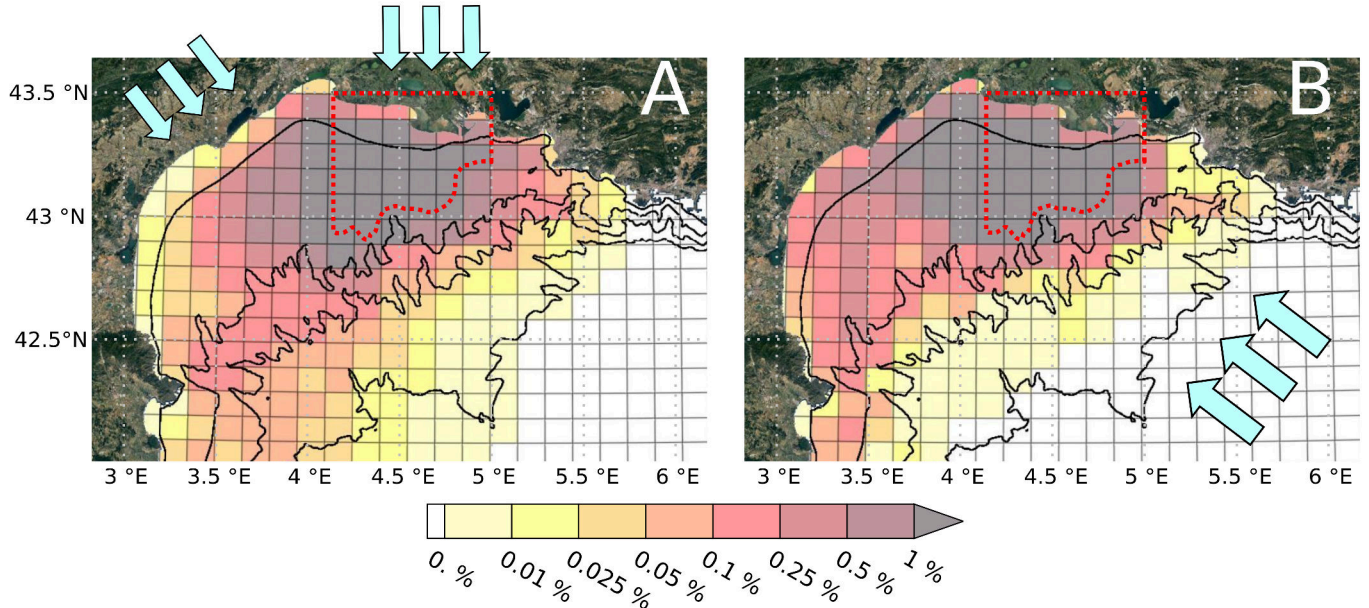 A
B
43.5 °N
43 °N
42.5°N
3 °E
3.5 °E
4 °E
4.5 °E
5 °E
5.5 °E
6 °E
3 °E
3.5 °E
4 °E
4.5 °E
5 °E
5.5 °E
6 °E
0. %
0.01 %
0.025 %
0.05 %
0.1 %
0.25 %
0.5 %
1 %